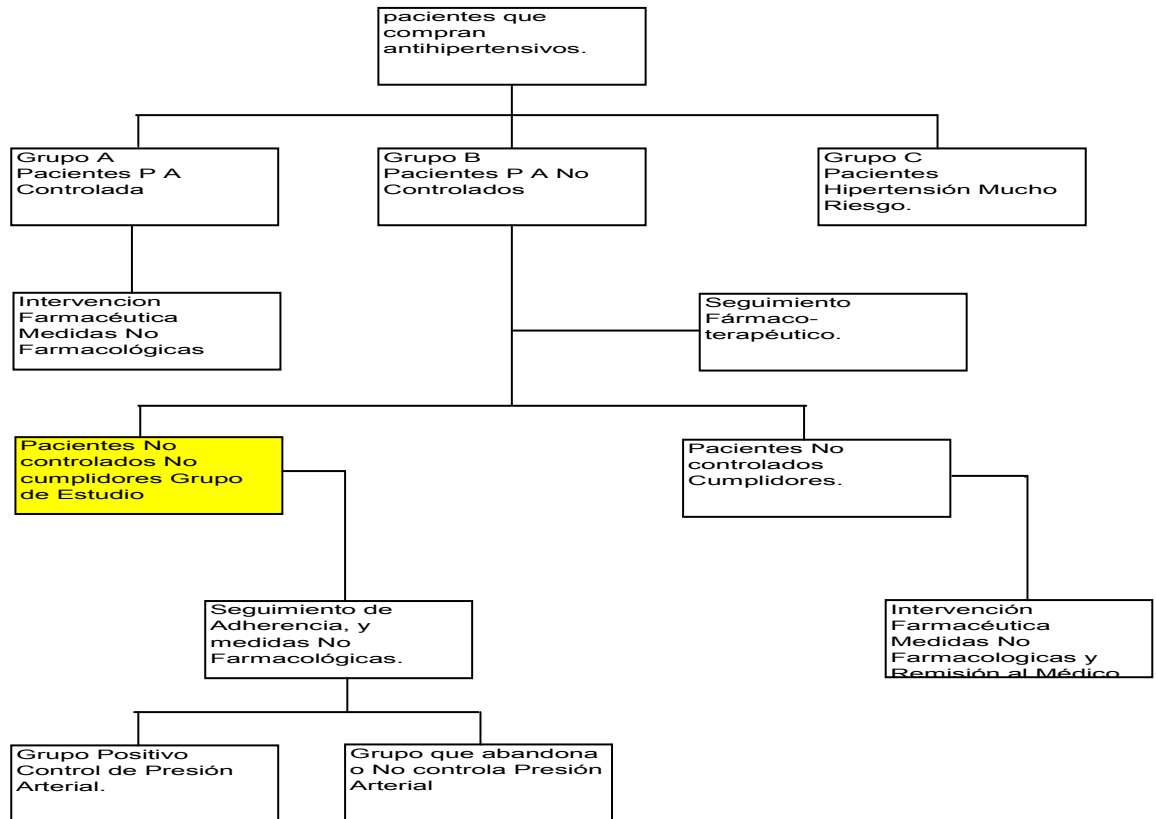 pacientes que
compran
antihipertensivos.
Grupo A
Pacientes P A
Controlada
Grupo B
Pacientes P A No
Controlados
Grupo C
Pacientes
Hipertensión Mucho
Riesgo.
Intervencion
Farmacéutica
Medidas No
Farmacológicas
Seguimiento
Fármaco-
terapéutico.
Pacientes No
controlados No
cumplidores Grupo
de Estudio
Pacientes No
controlados
Cumplidores.
Seguimiento de
Adherencia, y
medidas No
Farmacológicas.
Intervención
Farmacéutica
Medidas No
Farmacologicas y
Remisión al Médico
Grupo Positivo
Control de Presión
Arterial.
Grupo que abandona
o No controla Presión
Arterial